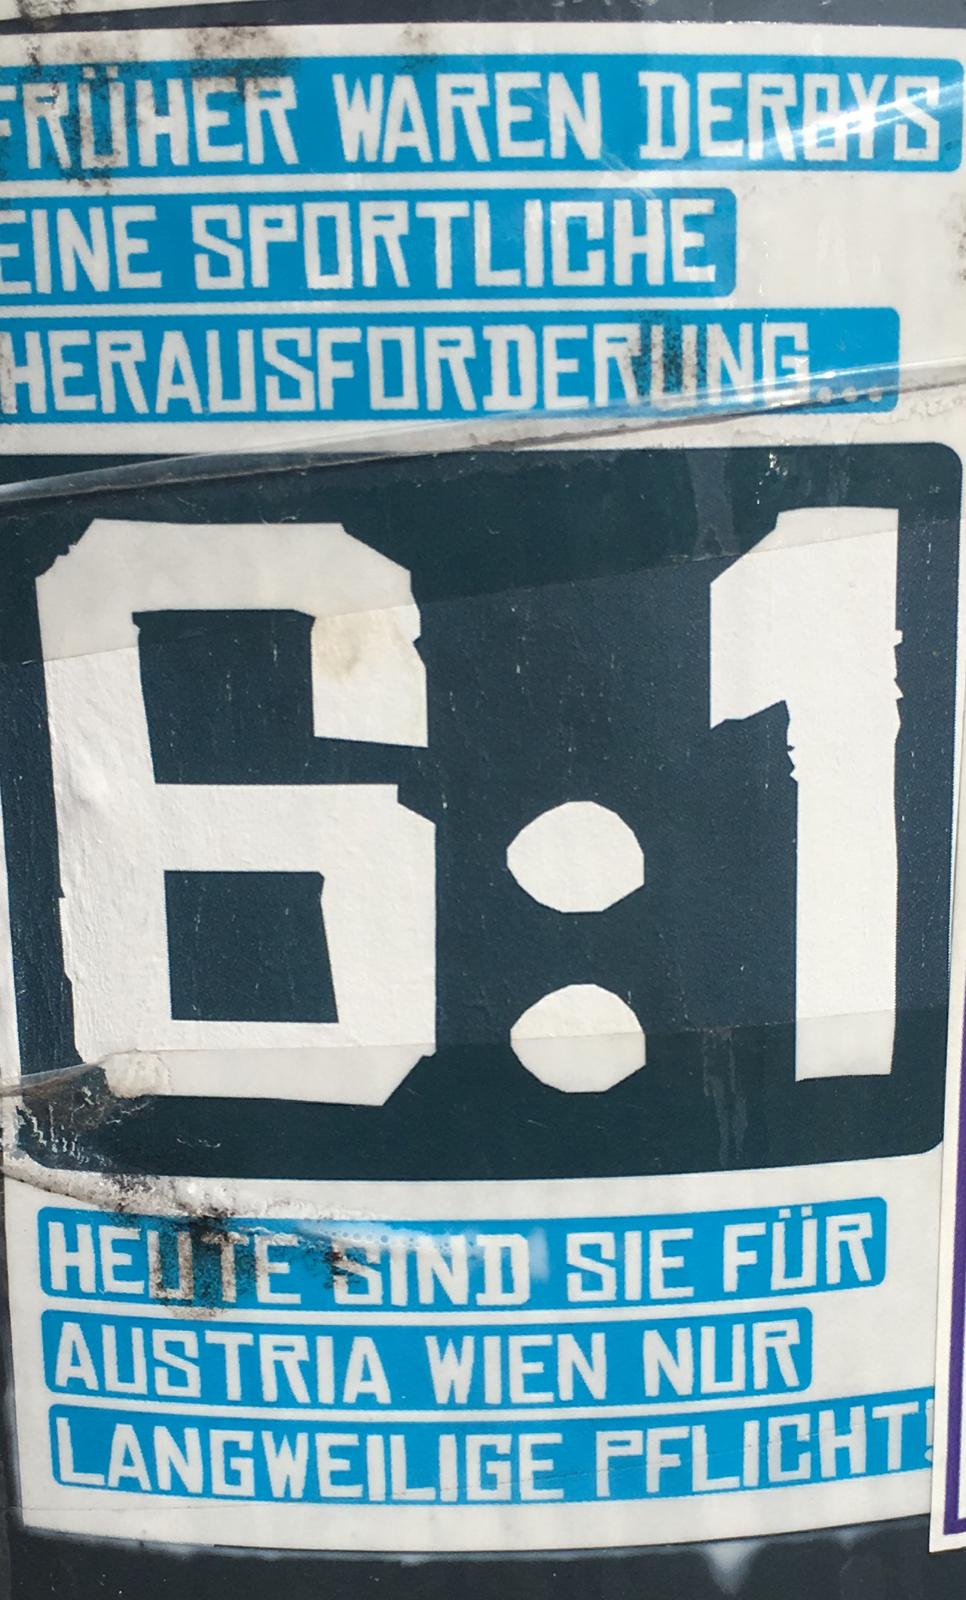 FRÜHER WAREN DERBYS
EINE SPORTLICHE
HERAUSFORDERUNG...
6:1
HEUTE SIND SIE FÜR
AUSTRIA WIEN NUR
LANGWEILIGE PFLICHT!